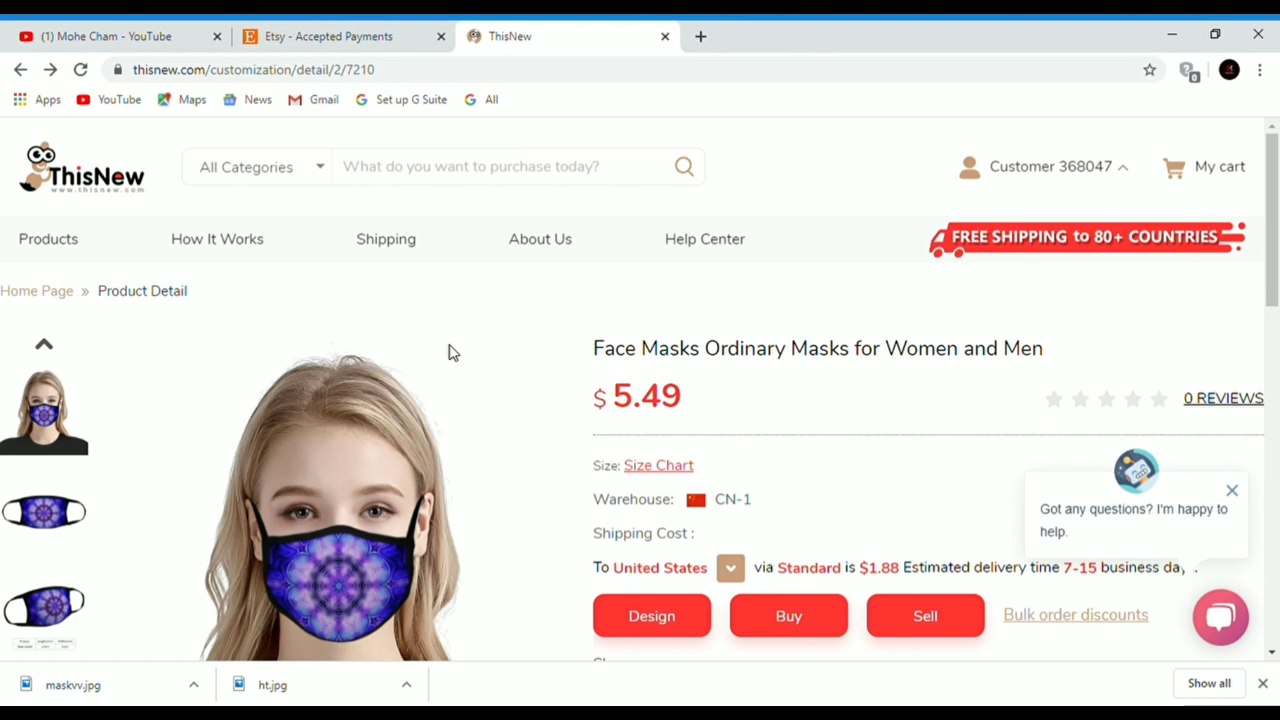 (1) Mohe Cham - YouTube
Etsy - Accepted Payments
ThisNew
thisnew.com/customization/detail/2/7210
0
Apps
YouTube
Maps
News
Gmail
Set up G Suite
All
ThisNew
www.thisnew.com
All Categories
What do you want to purchase today?
Customer 368047
My cart
Products
How It Works
Shipping
About Us
Help Center
FREE SHIPPING to 80+ COUNTRIES
Home Page » Product Detail
Face Masks Ordinary Masks for Women and Men
$ 5.49
0 REVIEWS
Size: Size Chart
Warehouse: CN-1
Got any questions? I'm happy to
help.
Shipping Cost :
To United States via Standard is $1.88 Estimated delivery time 7-15 business da
Design
Buy
Sell
Bulk order discounts
maskvv.jpg
ht.jpg
Show all